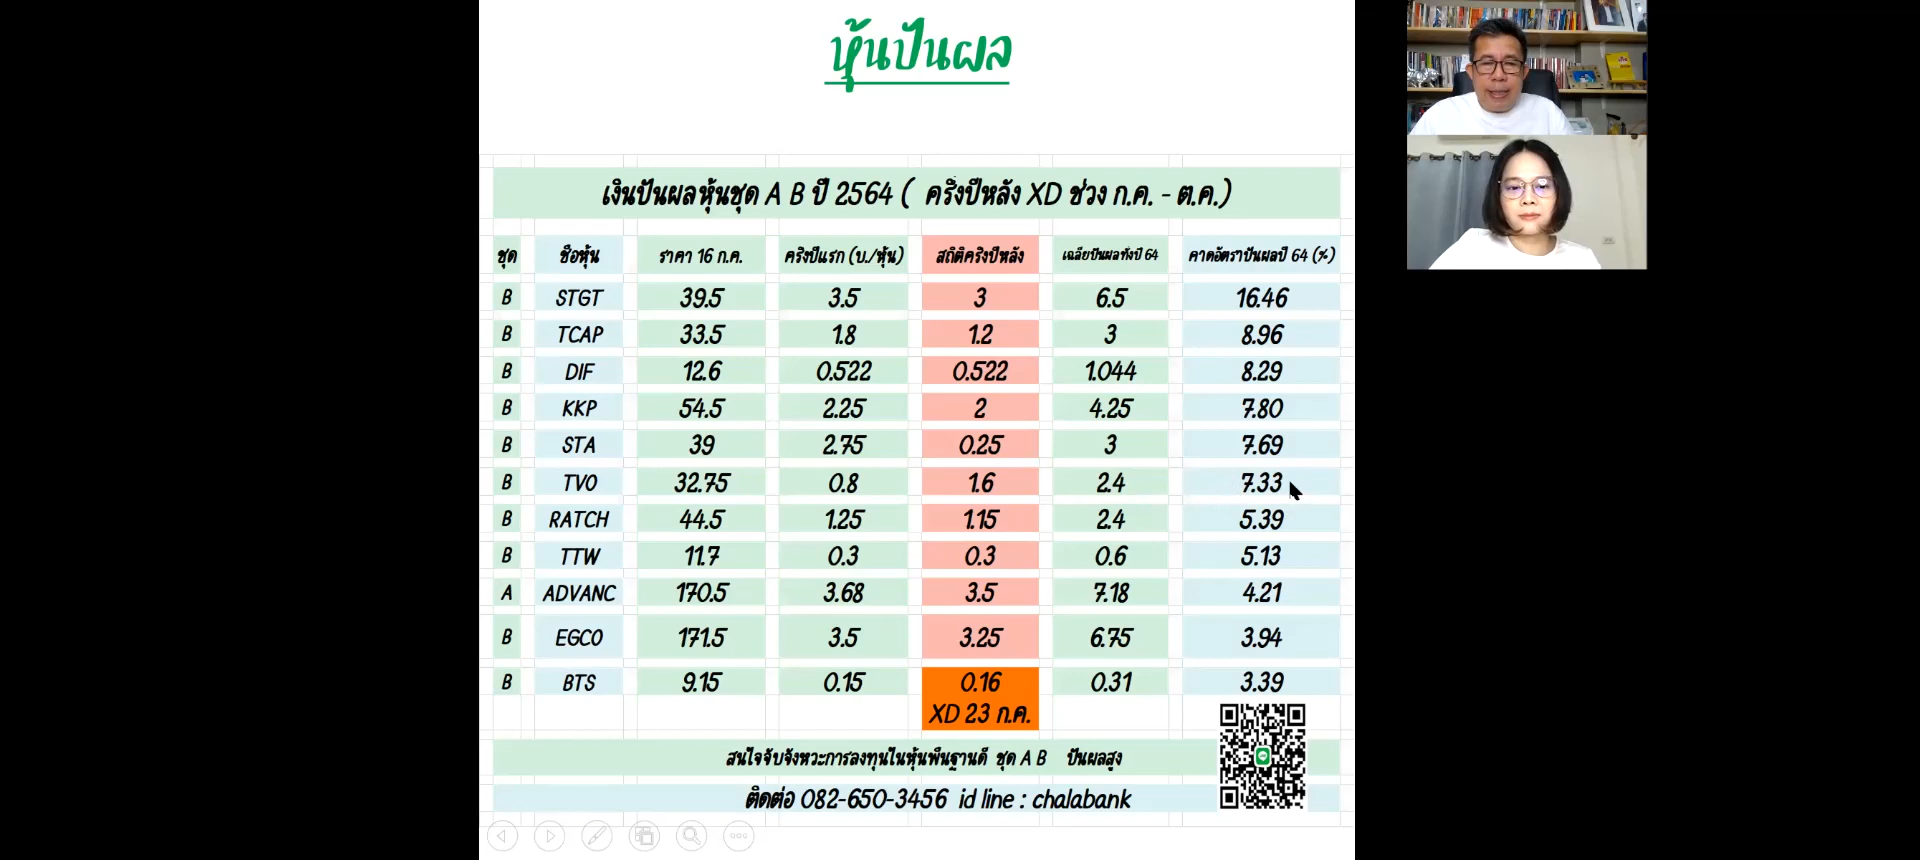 หุ้นปันผล
เงินปันผลหุ้นชุด A B ปี 2564 ( ครึ่งปีหลัง XD ช่วง ก.ค. - ต.ค.)
ชุด ชื่อหุ้น ราคา 16 ก.ค. ครึ่งปีแรก (บ./หุ้น) สถิติครึ่งปีหลัง เฉลี่ยปันผลทั้งปี 64 คาดอัตราปันผลปี 64 (%)
B STGT 39.5 3.5 3 6.5 16.46
B TCAP 33.5 1.8 1.2 3 8.96
B DIF 12.6 0.522 0.522 1.044 8.29
B KKP 54.5 2.25 2 4.25 7.80
B STA 39 2.75 0.25 3 7.69
B TVO 32.75 0.8 1.6 2.4 7.33
B RATCH 44.5 1.25 1.15 2.4 5.39
B TTW 11.7 0.3 0.3 0.6 5.13
A ADVANC 170.5 3.68 3.5 7.18 4.21
B EGCO 171.5 3.5 3.25 6.75 3.94
B BTS 9.15 0.15 0.16 0.31 3.39
XD 23 ก.ค.
สนใจจับจังหวะการลงทุนในหุ้นพื้นฐานดี ชุด A B ปันผลสูง
ติดต่อ 082-650-3456 id line : chalabank